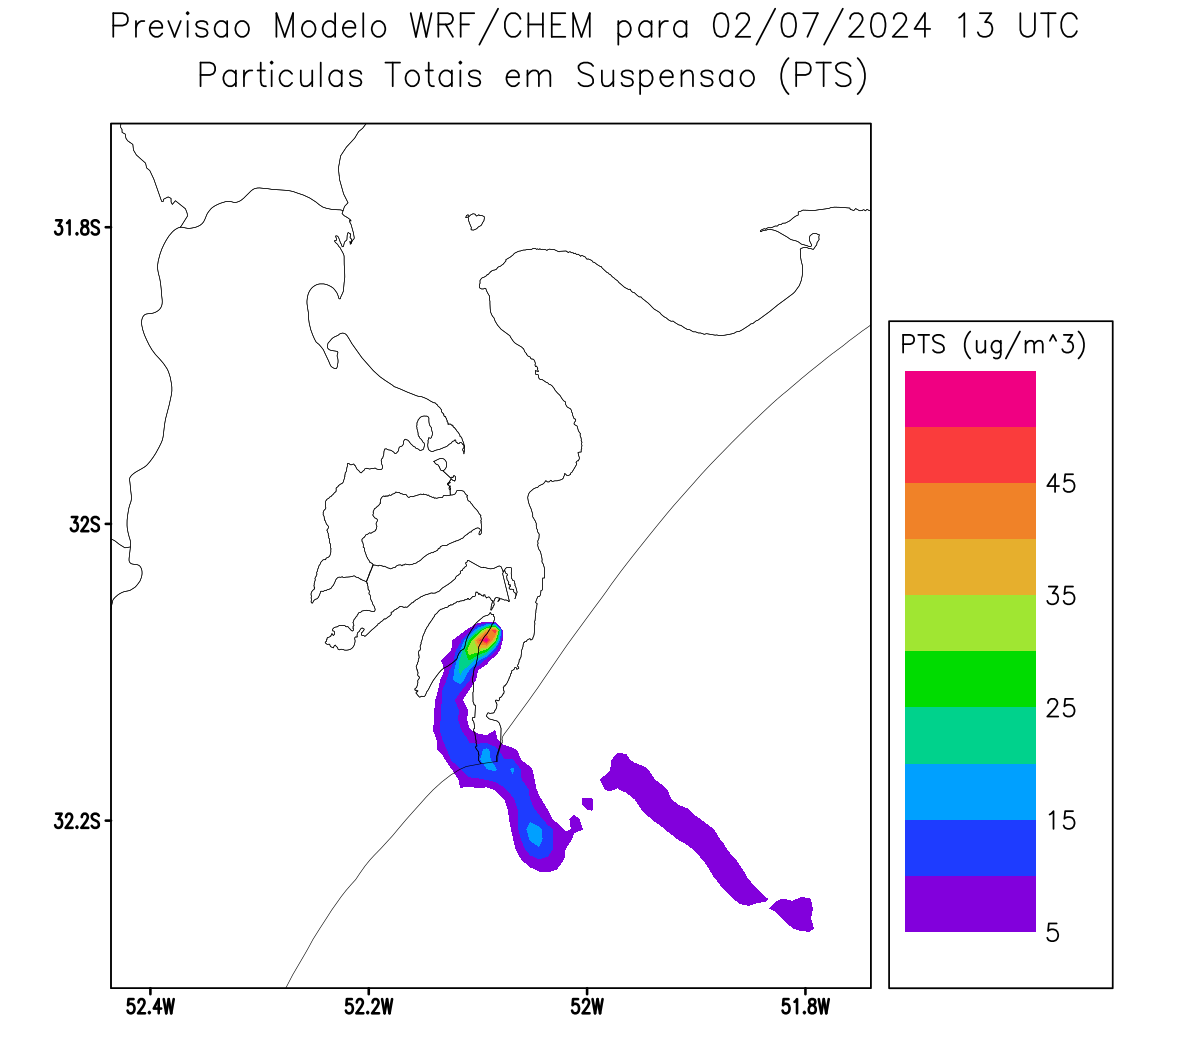 Previsao Modelo WRF/CHEM para 02/07/2024 13 UTC
Particulas Totais em Suspensao (PTS)
31.8S
32S
32.2S
52.4W
52.2W
52W
51.8W
PTS (ug/m^3)
45
35
25
15
5